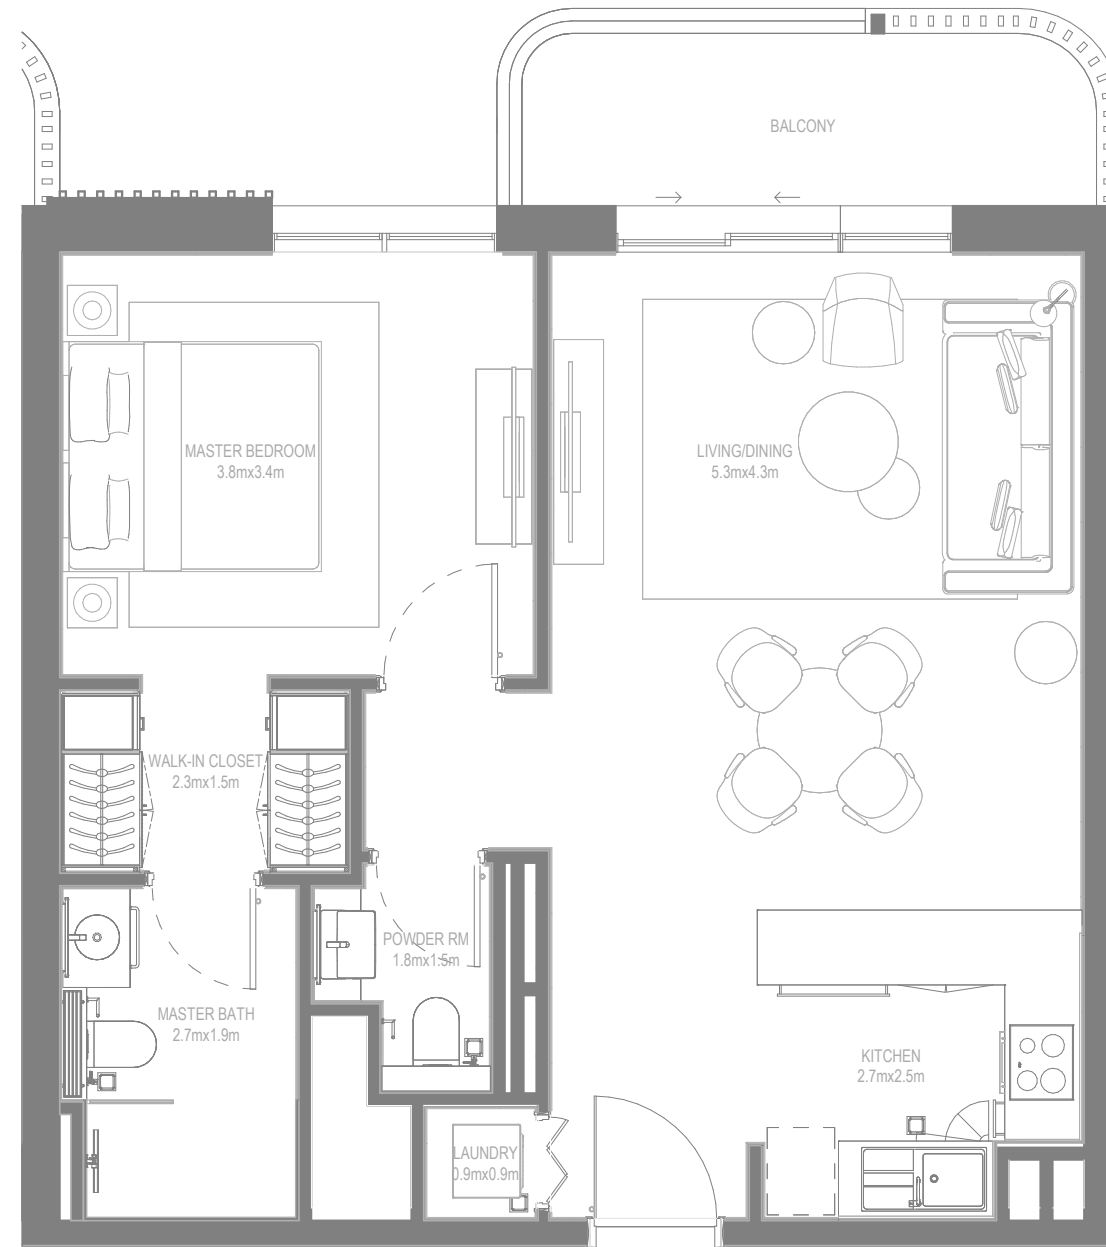 BALCONY
MASTER BEDROOM
3.8mx3.4m
LIVING/DINING
5.3mx4.3m
WALK-IN CLOSET
2.3mx1.5m
POWDER RM
1.8mx1.5m
MASTER BATH
2.7mx1.9m
KITCHEN
2.7mx2.5m
LAUNDRY
0.9mx0.9m